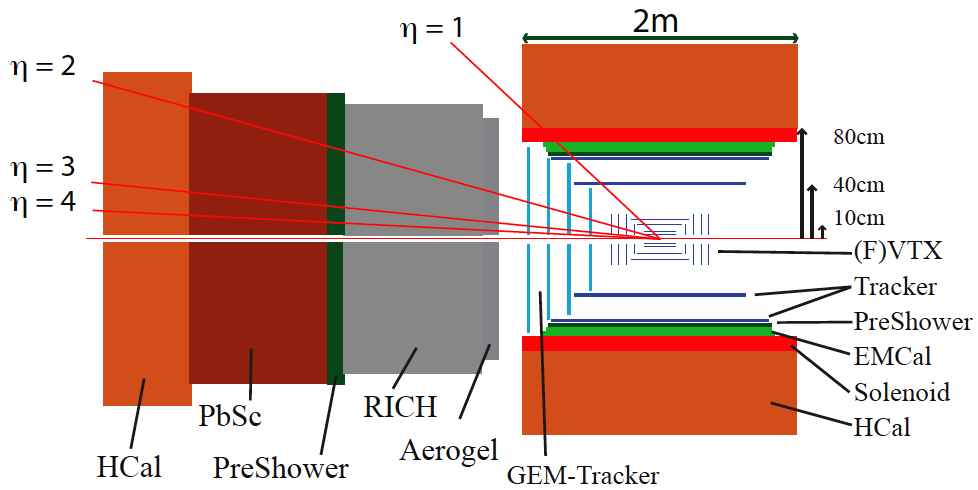 2m
η = 1
η = 2
80cm
η = 3
40cm
η = 4
10cm
(F)VTX
Tracker
PreShower
EMCal
Solenoid
HCal
RICH
PbSc
Aerogel
HCal
PreShower
GEM-Tracker